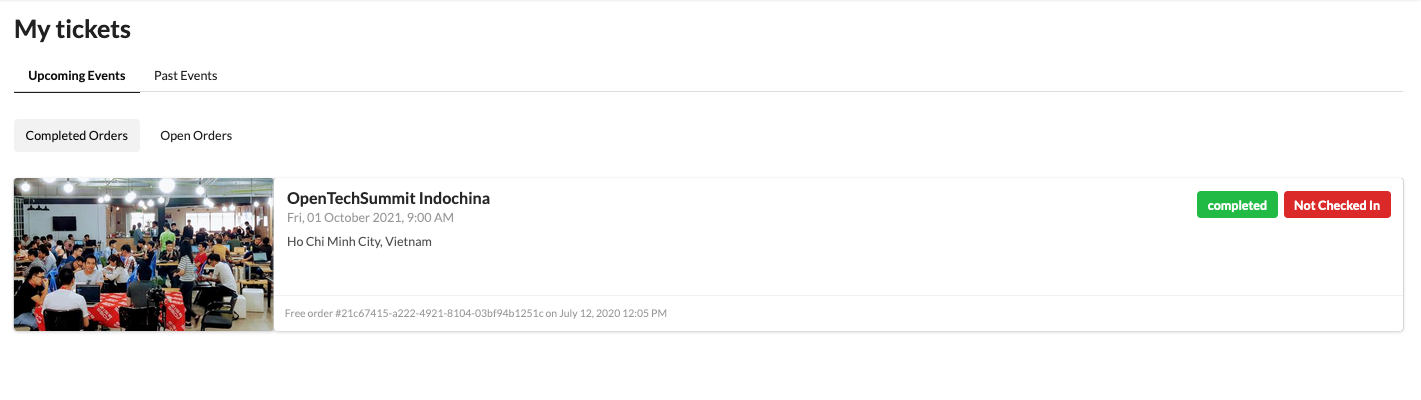 My tickets
Upcoming Events Past Events
Completed Orders Open Orders
OpenTechSummit Indochina
completed Not Checked In
Fri, 01 October 2021, 9:00 AM
Ho Chi Minh City, Vietnam
Free order #21c67415-a222-4921-8104-03bf94b1251c on July 12, 2020 12:05 PM